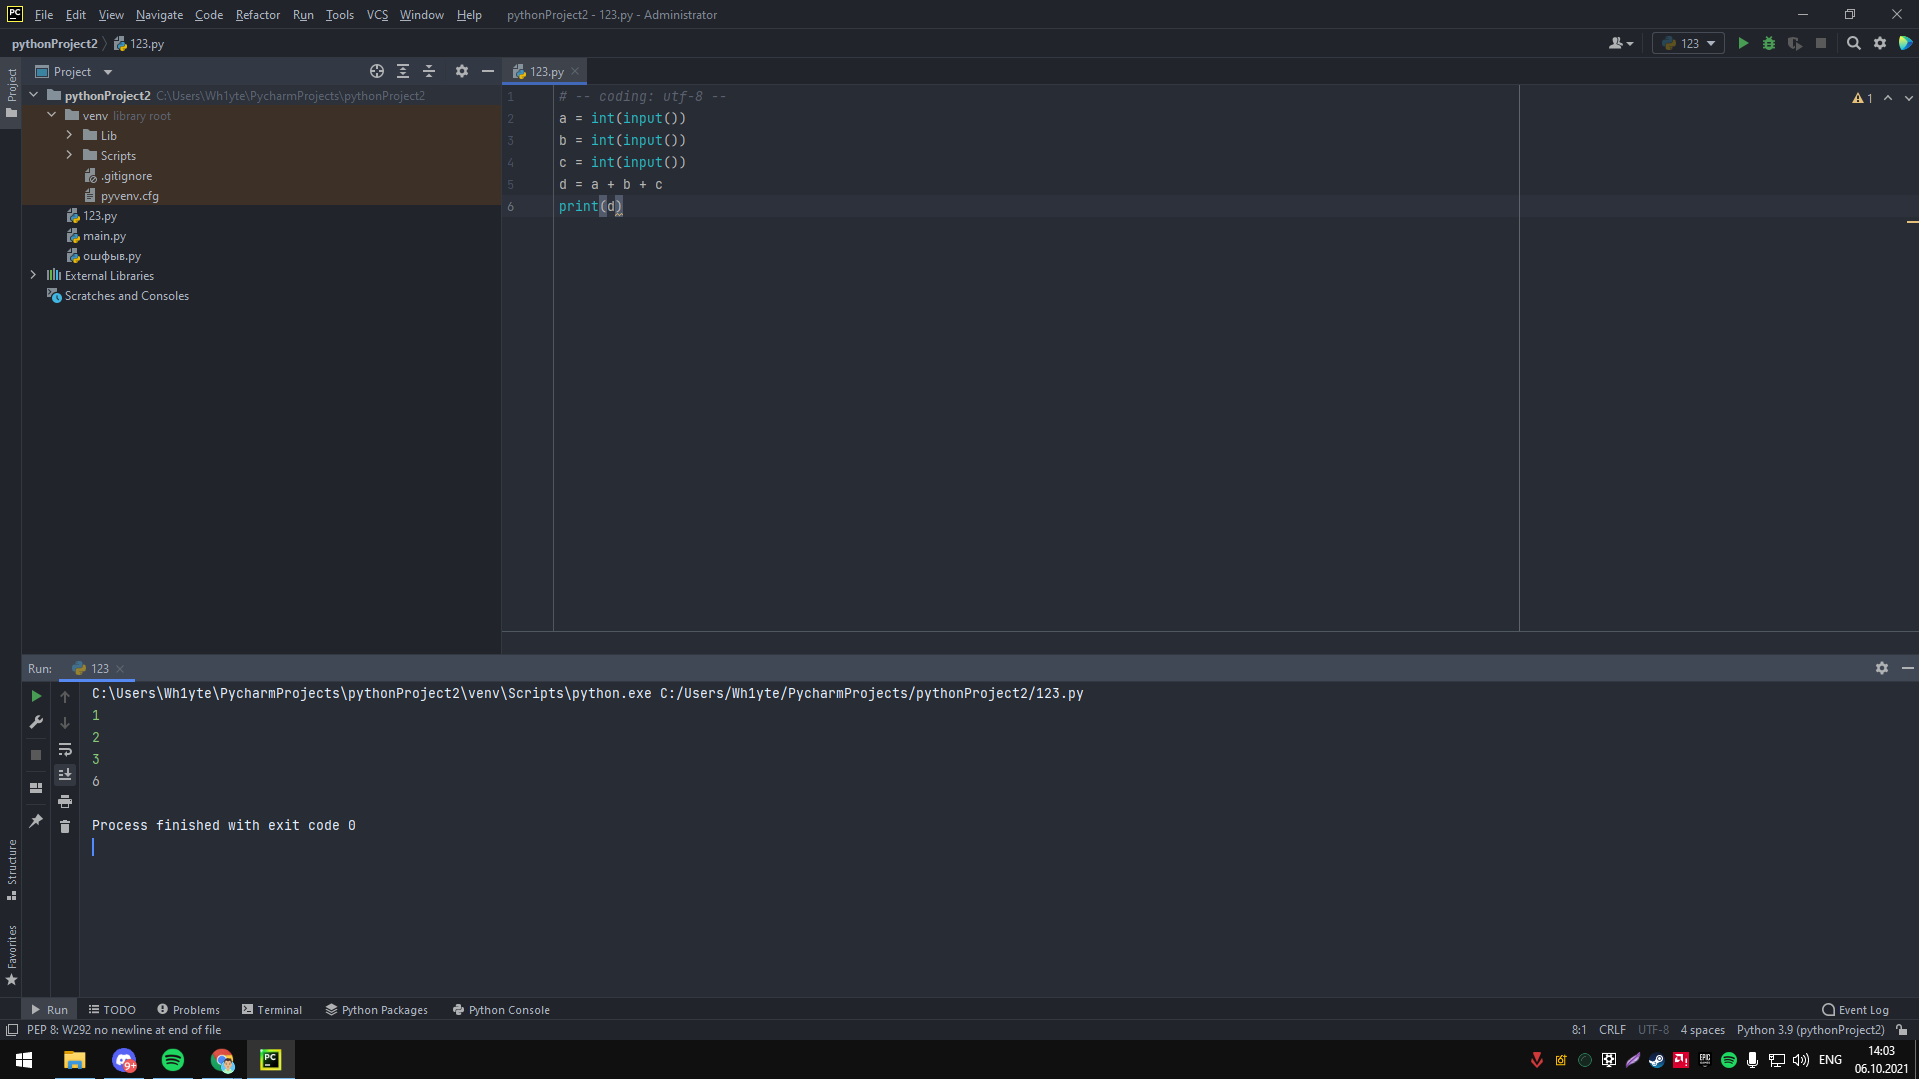 PC File Edit View Navigate Code Refactor Run Tools VCS Window Help pythonProject2 - 123.py - Administrator
pythonProject2 123.py 123
Project
Project
pythonProject2 C:\Users\Wh1yte\PycharmProjects\pythonProject2
venv library root
Lib
Scripts
.gitignore
pyvenv.cfg
123.py
main.py
ошфыв.py
External Libraries
Scratches and Consoles
123.py
1 # -- coding: utf-8 --
2 a = int(input())
3 b = int(input())
4 c = int(input())
5 d = a + b + c
6 print(d)
1
Run: 123
C:\Users\Wh1yte\PycharmProjects\pythonProject2\venv\Scripts\python.exe C:/Users/Wh1yte/PycharmProjects/pythonProject2/123.py
1
2
3
6
Process finished with exit code 0
Structure
Favorites
Run TODO Problems Terminal Python Packages Python Console Event Log
PEP 8: W292 no newline at end of file 8:1 CRLF UTF-8 4 spaces Python 3.9 (pythonProject2)
9+ PC EPIC ENG 14:03
06.10.2021